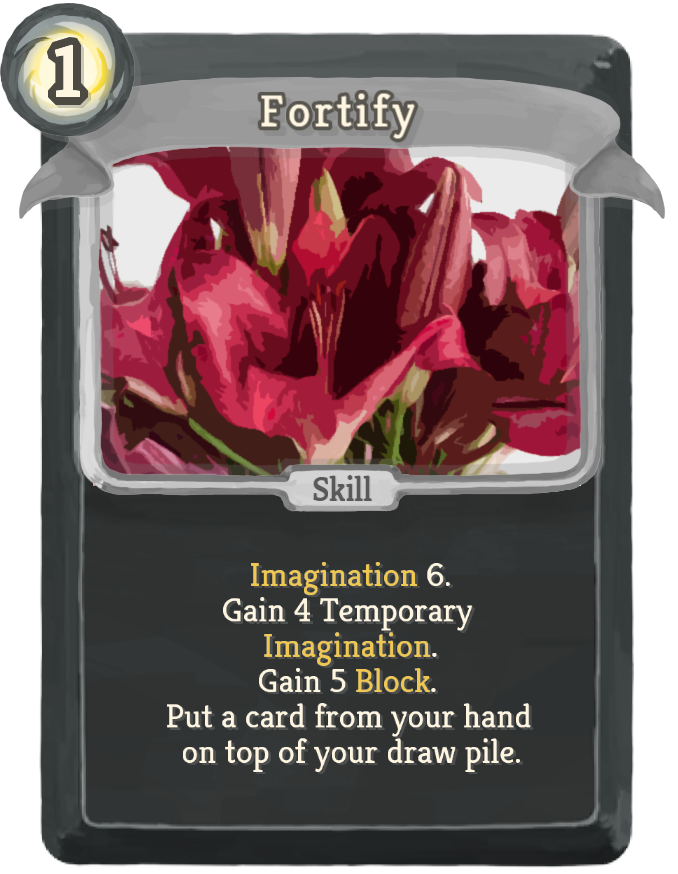 1
Fortify
Skill
Imagination 6.
Gain 4 Temporary
Imagination.
Gain 5 Block.
Put a card from your hand
on top of your draw pile.